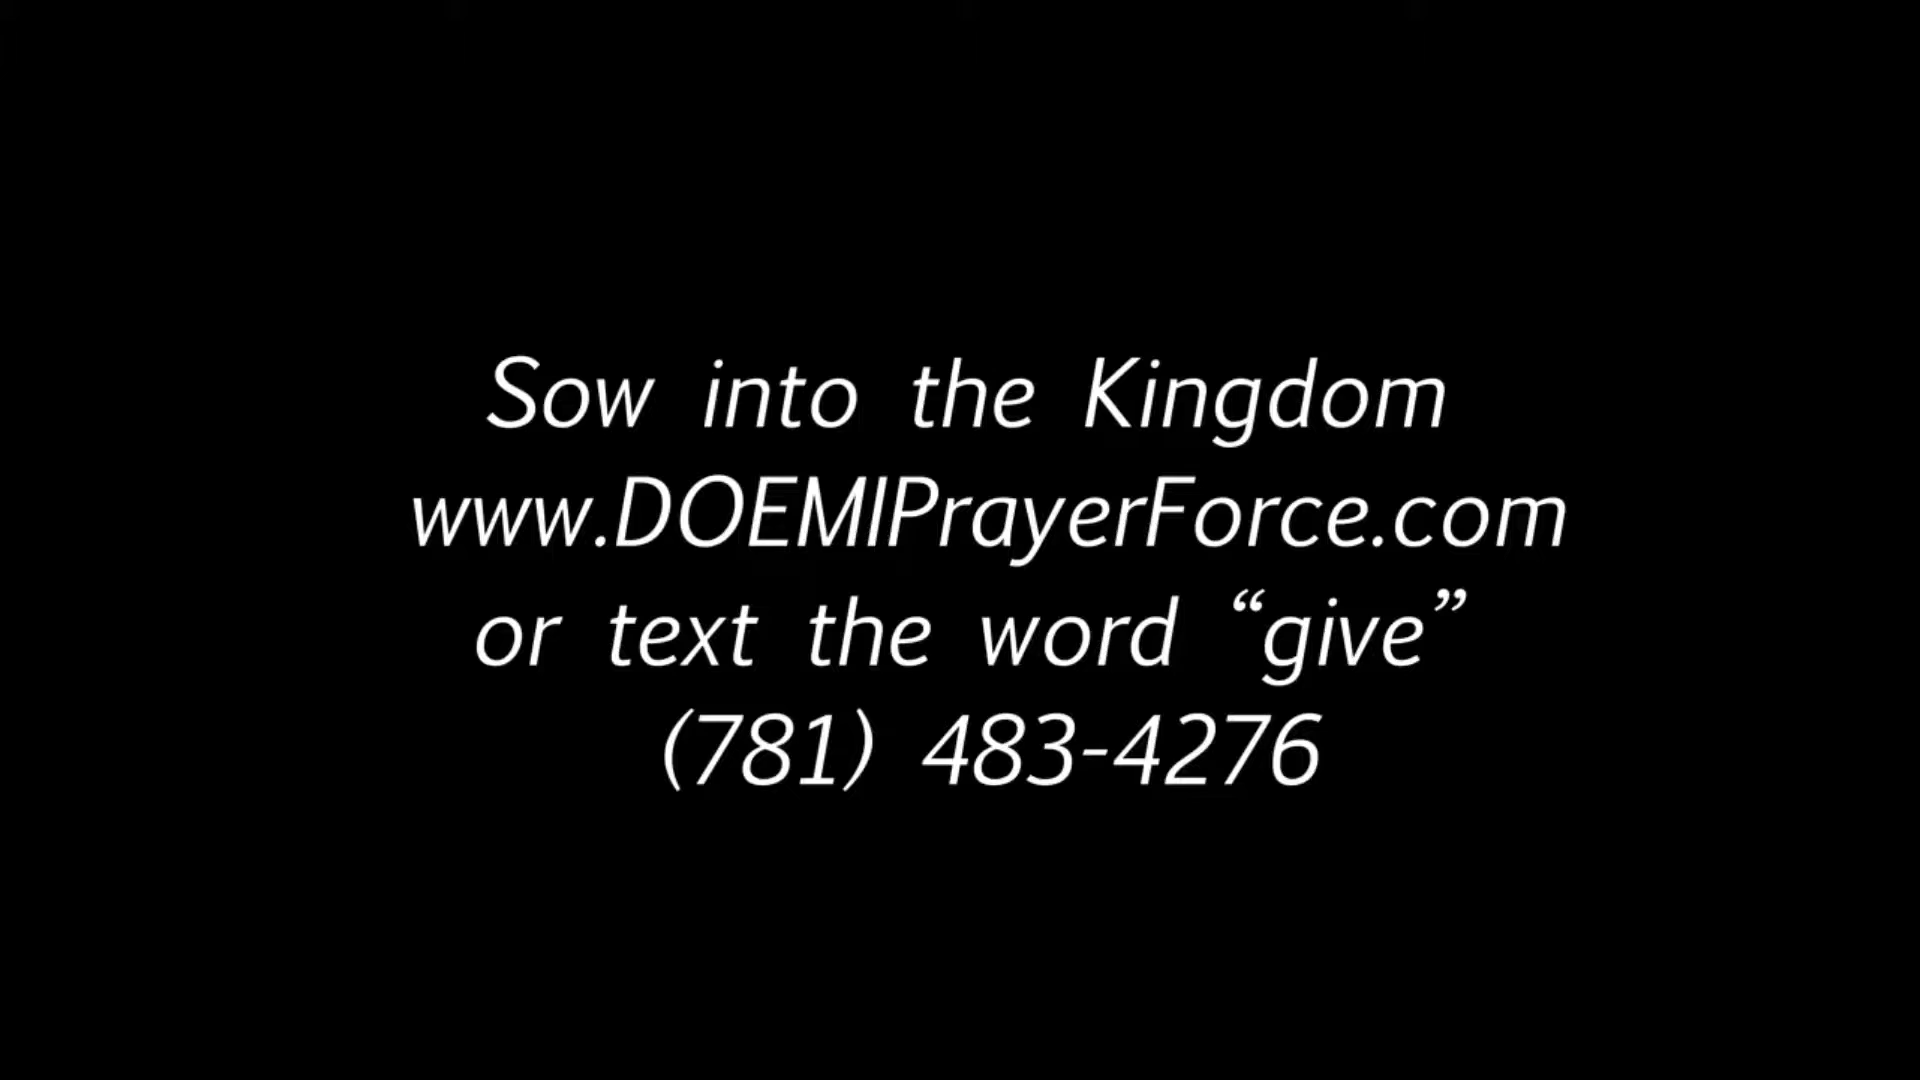 Sow into the Kingdom
www.DOEMIPrayerForce.com
or text the word “give”
(781) 483-4276